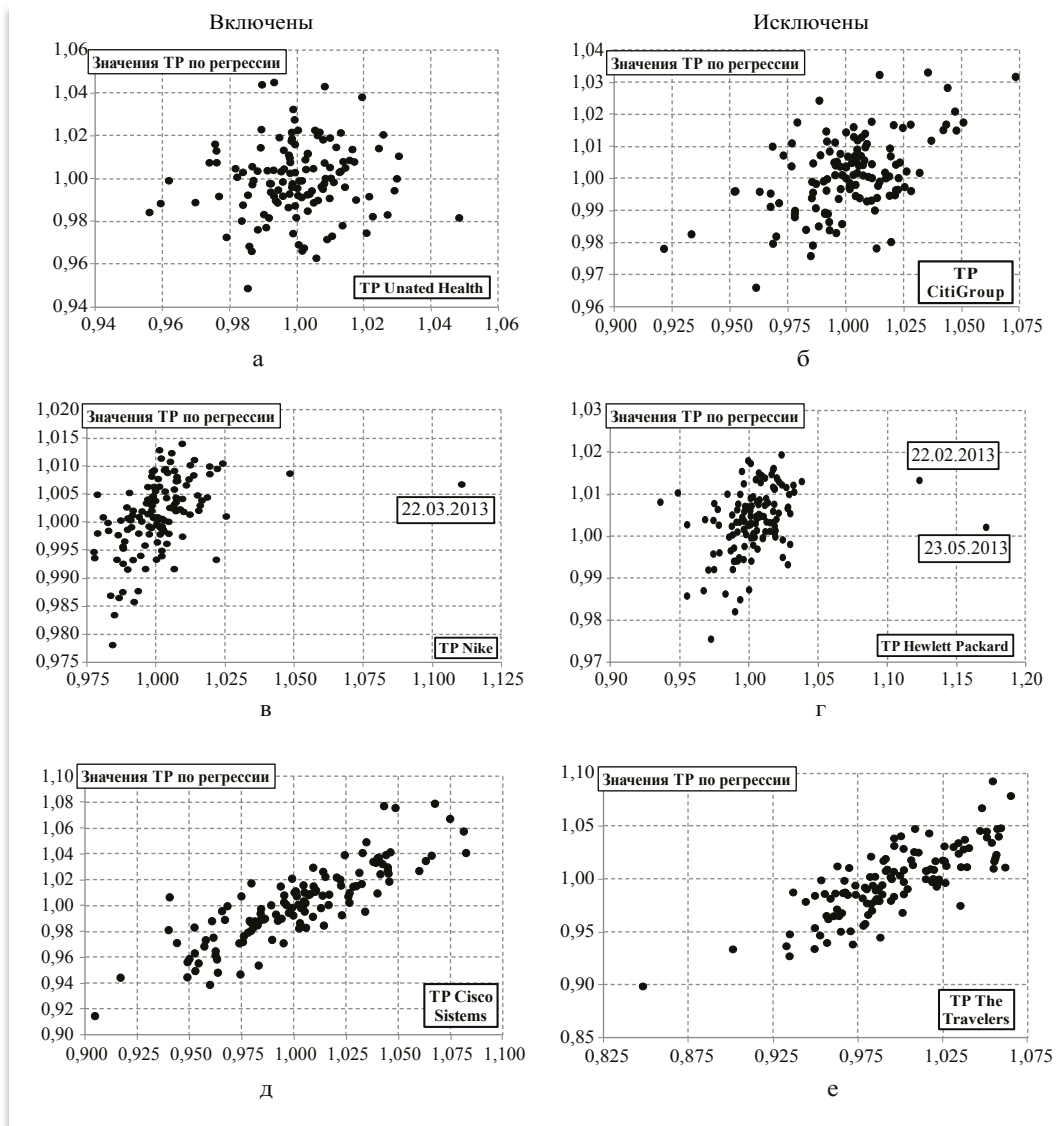 Включены
Исключены
1,06
1,04
1,02
1,00
0,98
0,96
0,94
Значения ТР по регрессии
ТР Unated Health
0,94 0,96 0,98 1,00 1,02 1,04 1,06
а
1,04
1,03
1,02
1,01
1,00
0,99
0,98
0,97
0,96
Значения ТР по регрессии
ТР
CitiGroup
0,900 0,925 0,950 0,975 1,000 1,025 1,050 1,075
б
1,020
1,015
1,010
1,005
1,000
0,995
0,990
0,985
0,980
0,975
Значения ТР по регрессии
22.03.2013
ТР Nike
0,975 1,000 1,025 1,050 1,075 1,100 1,125
в
1,03
1,02
1,01
1,00
0,99
0,98
0,97
Значения ТР по регрессии
22.02.2013
23.05.2013
ТР Hewlett Packard
0,90 0,95 1,00 1,05 1,10 1,15 1,20
г
1,10
1,08
1,06
1,04
1,02
1,00
0,98
0,96
0,94
0,92
0,90
Значения ТР по регрессии
ТР Cisco
Sistems
0,900 0,925 0,950 0,975 1,000 1,025 1,050 1,075 1,100
д
1,10
1,05
1,00
0,95
0,90
0,85
Значения ТР по регрессии
ТР The
Travelers
0,825 0,875 0,925 0,975 1,025 1,075
е